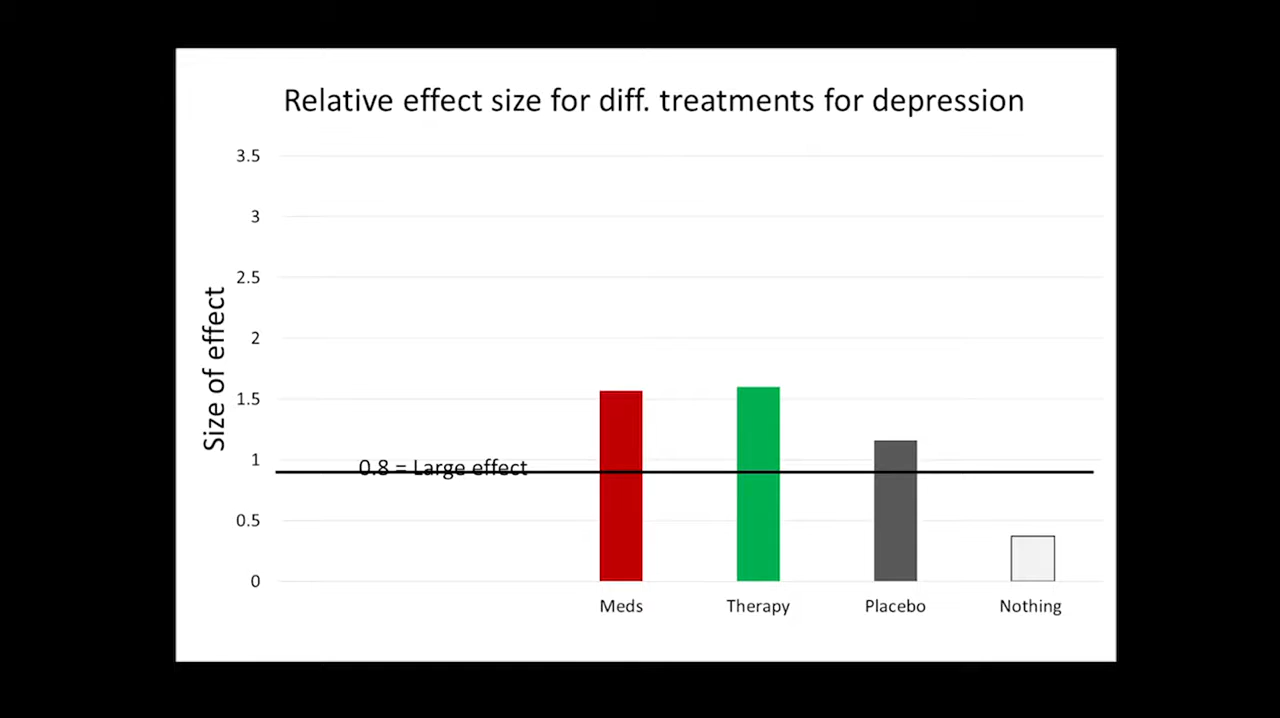 Relative effect size for diff. treatments for depression
3.5
3
2.5
2
1.5
1
0.5
0
Size of effect
0.8 = Large effect
Meds Therapy Placebo Nothing